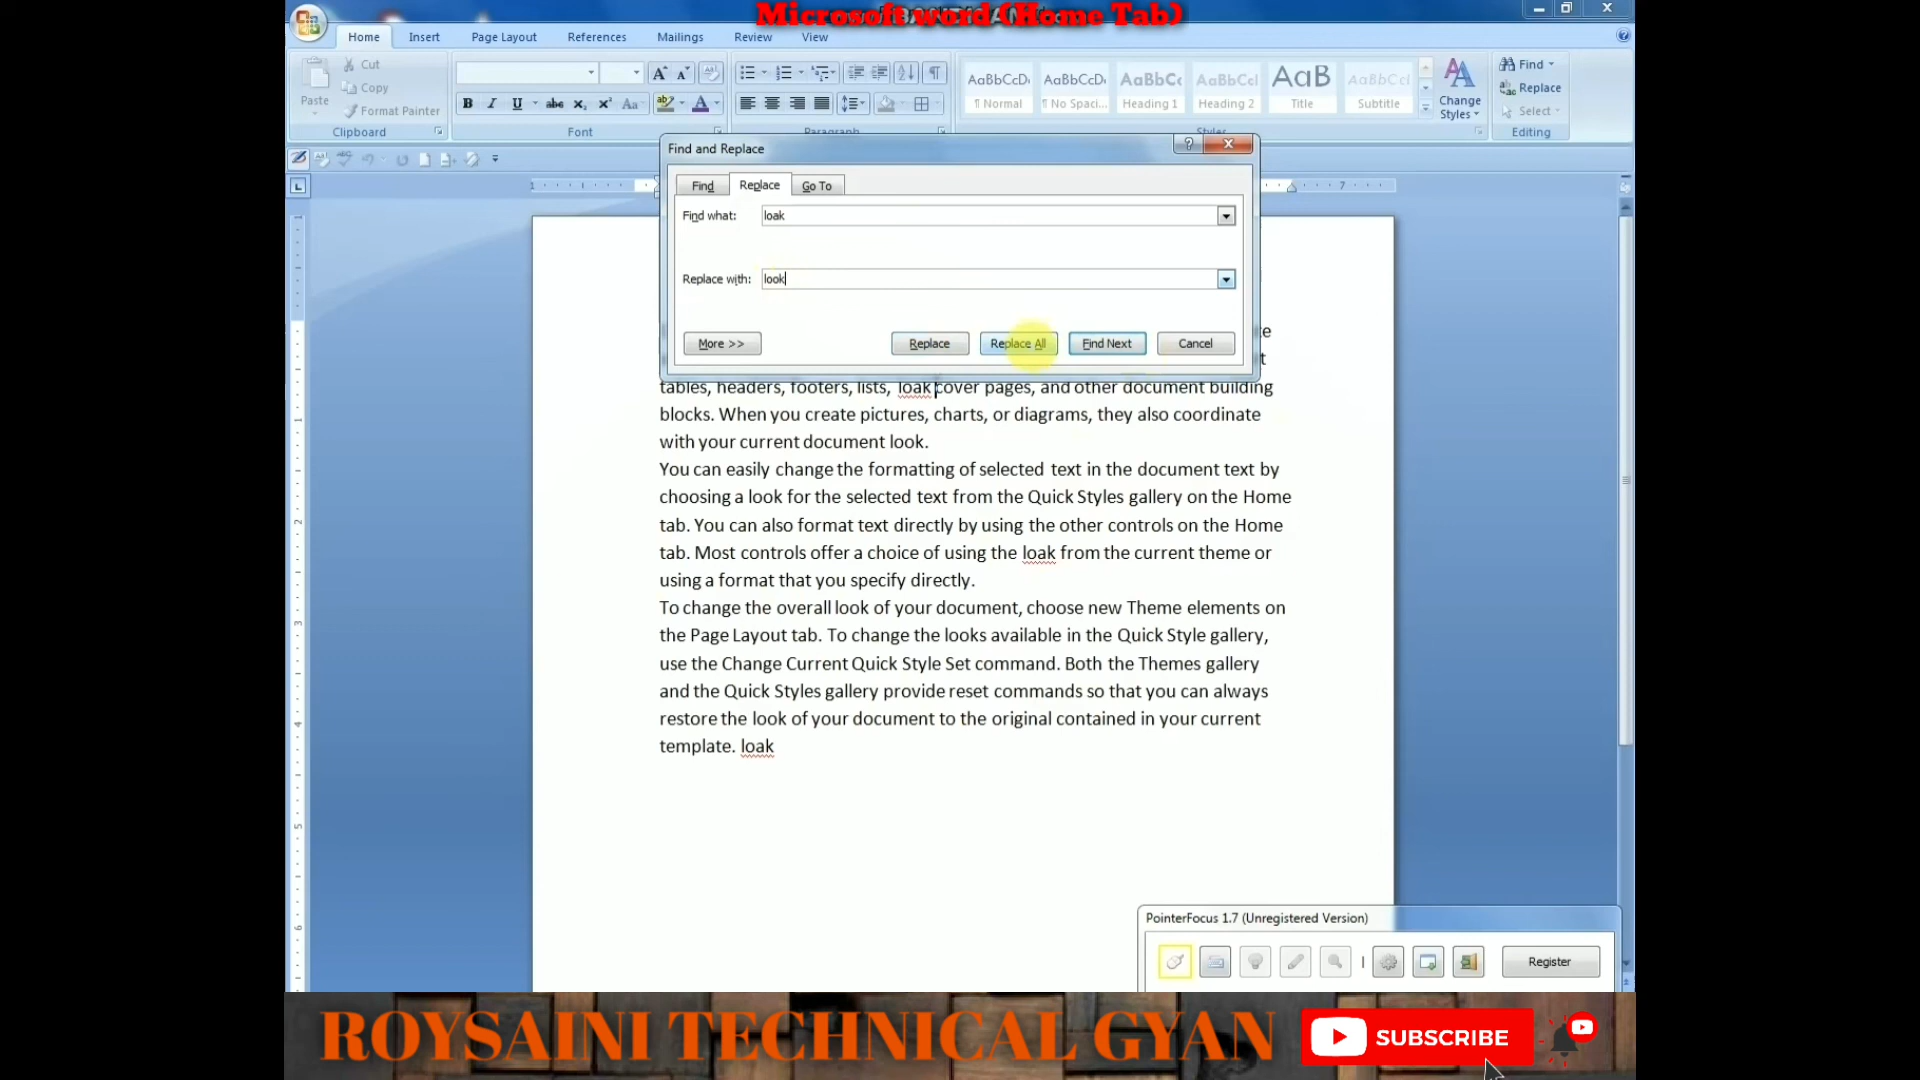 Microsoft word (Home Tab)
Home Insert Page Layout References Mailings Review View
Cut
Copy
Format Painter
Paste
Clipboard
Font
Paragraph
AaBbCcDc AaBbCcDc AaBbCc AaBbCcl AaB AaBbCcl
¶ Normal ¶ No Spaci... Heading 1 Heading 2 Title Subtitle
Change Styles
Styles
Find
Replace
Select
Editing
Find and Replace
Find Replace Go To
Find what: loak
Replace with: look
More >> Replace Replace All Find Next Cancel
tables, headers, footers, lists, loak cover pages, and other document building
blocks. When you create pictures, charts, or diagrams, they also coordinate
with your current document look.
You can easily change the formatting of selected text in the document text by
choosing a look for the selected text from the Quick Styles gallery on the Home
tab. You can also format text directly by using the other controls on the Home
tab. Most controls offer a choice of using the loak from the current theme or
using a format that you specify directly.
To change the overall look of your document, choose new Theme elements on
the Page Layout tab. To change the looks available in the Quick Style gallery,
use the Change Current Quick Style Set command. Both the Themes gallery
and the Quick Styles gallery provide reset commands so that you can always
restore the look of your document to the original contained in your current
template. loak
PointerFocus 1.7 (Unregistered Version)
Register
ROYSAINI TECHNICAL GYAN
SUBSCRIBE